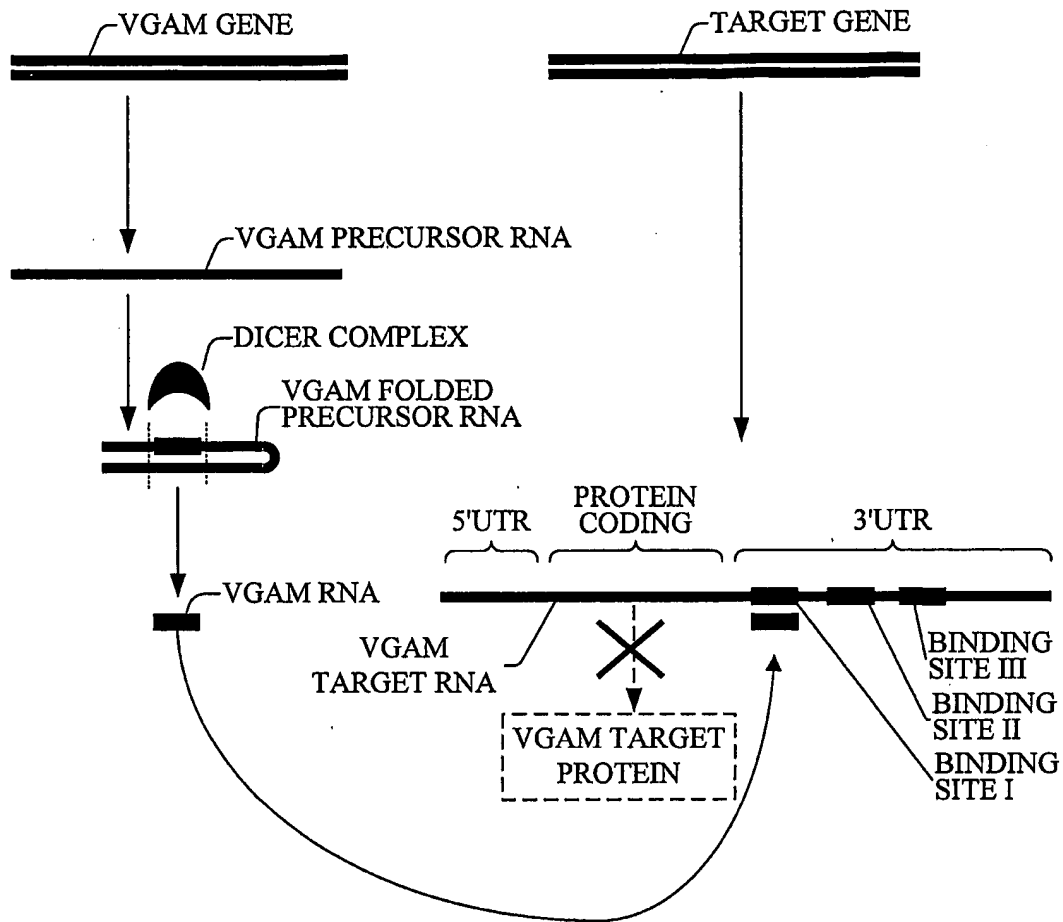 VGAM GENE
TARGET GENE
VGAM PRECURSOR RNA
DICER COMPLEX
VGAM FOLDED
PRECURSOR RNA
5'UTR
PROTEIN
CODING
3'UTR
VGAM RNA
VGAM
TARGET RNA
BINDING
SITE III
BINDING
SITE II
BINDING
SITE I
VGAM TARGET
PROTEIN